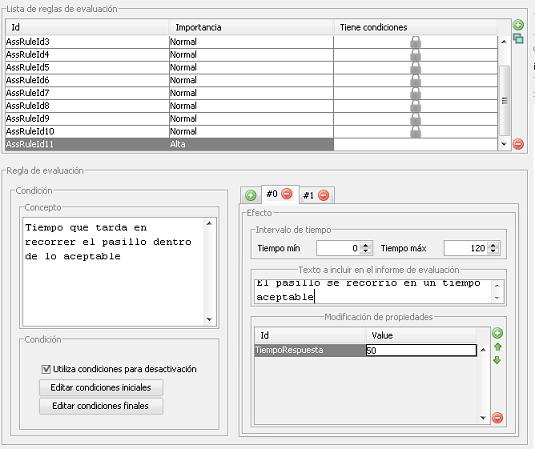 Lista de reglas de evaluación
Id Importancia Tiene condiciones
AssRuleId3 Normal
AssRuleId4 Normal
AssRuleId5 Normal
AssRuleId6 Normal
AssRuleId7 Normal
AssRuleId8 Normal
AssRuleId9 Normal
AssRuleId10 Normal
AssRuleId11 Alta
Regla de evaluación
Condición
Concepto
Tiempo que tarda en
recorrer el pasillo dentro
de lo aceptable
Condición
Utiliza condiciones para desactivación
Editar condiciones iniciales
Editar condiciones finales
#0 #1
Efecto
Intervalo de tiempo
Tiempo mín 0 Tiempo máx 120
Texto a incluir en el informe de evaluación
El pasillo se recorrio en un tiempo
aceptable
Modificación de propiedades
Id Value
TiempoRespuesta 50